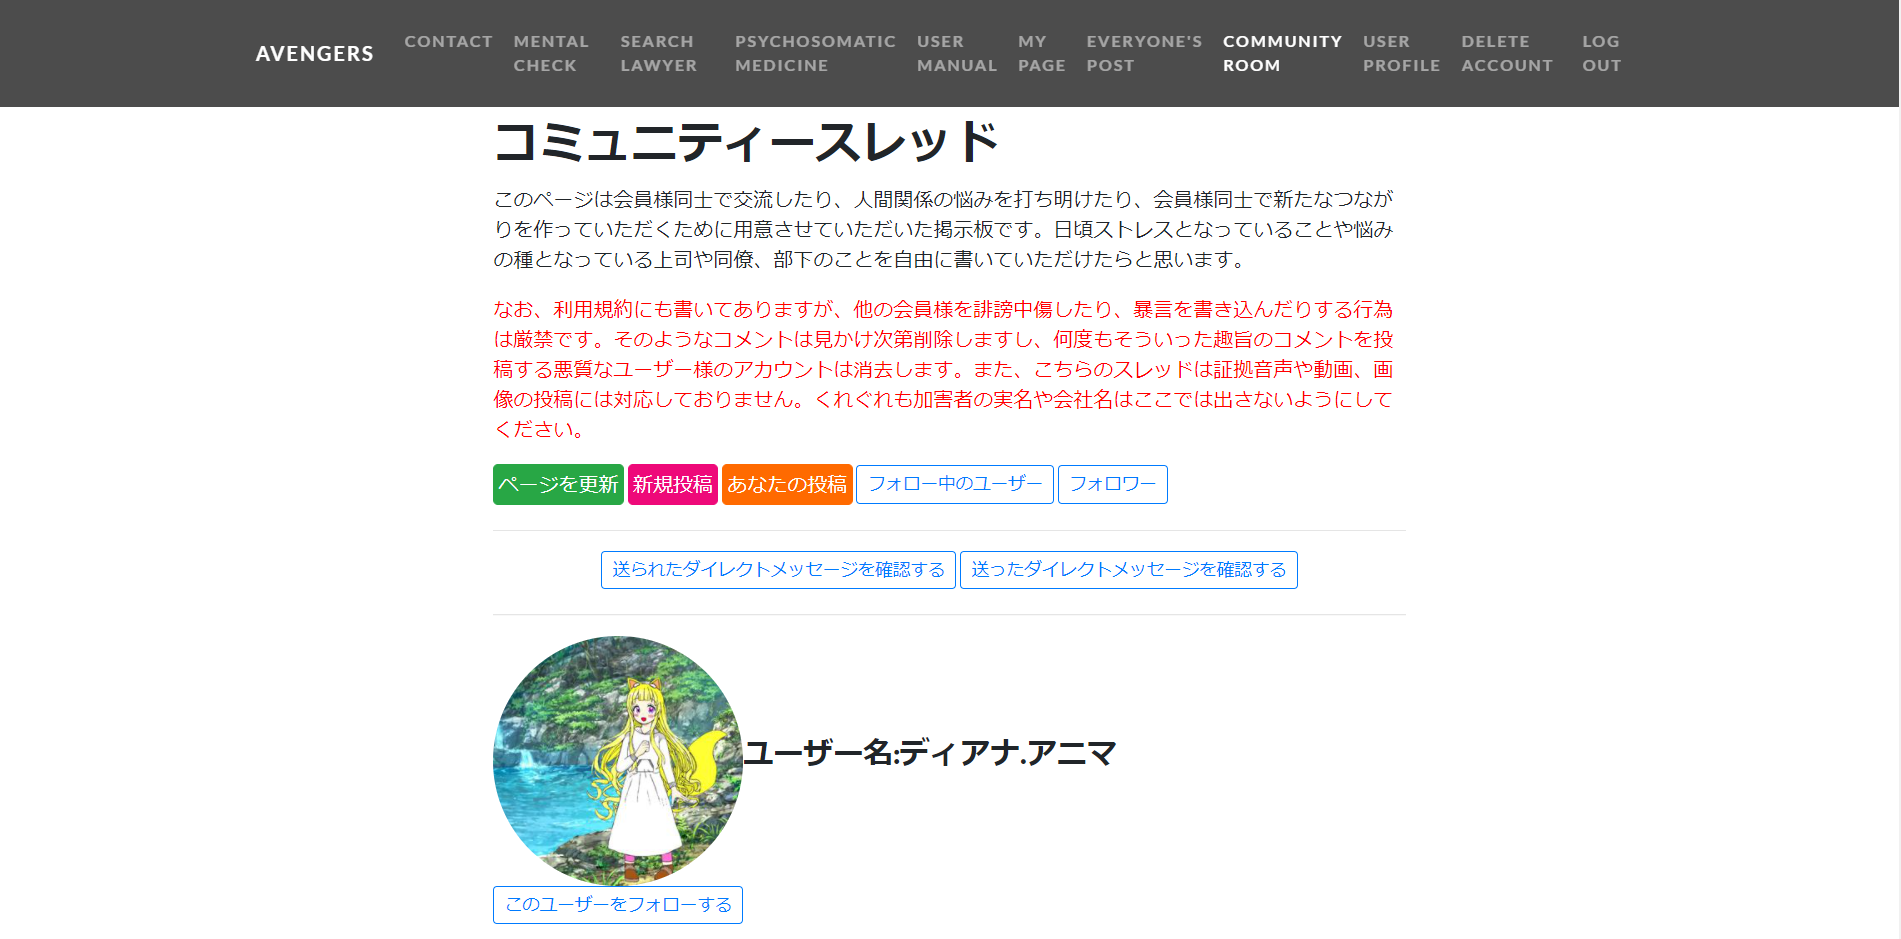 AVENGERS
CONTACT
MENTAL CHECK
SEARCH LAWYER
PSYCHOSOMATIC MEDICINE
USER MANUAL
MY PAGE
EVERYONE'S POST
COMMUNITY ROOM
USER PROFILE
DELETE ACCOUNT
LOG OUT
コミュニティースレッド
このページは会員様同士で交流したり、人間関係の悩みを打ち明けたり、会員様同士で新たなつなが
りを作っていただくために用意させていただいた掲示板です。日頃ストレスとなっていることや悩み
の種となっている上司や同僚、部下のことを自由に書いていただけたらと思います。
なお、利用規約にも書いてありますが、他の会員様を誹謗中傷したり、暴言を書き込んだりする行為
は厳禁です。そのようなコメントは見かけ次第削除しますし、何度もそういった趣旨のコメントを投
稿する悪質なユーザー様のアカウントは消去します。また、こちらのスレッドは証拠音声や動画、画
像の投稿には対応しておりません。くれぐれも加害者の実名や会社名はここでは出さないようにして
ください。
ページを更新 新規投稿 あなたの投稿 フォロー中のユーザー フォロワー
送られたダイレクトメッセージを確認する 送ったダイレクトメッセージを確認する
ユーザー名:ディアナ.アニマ
このユーザーをフォローする